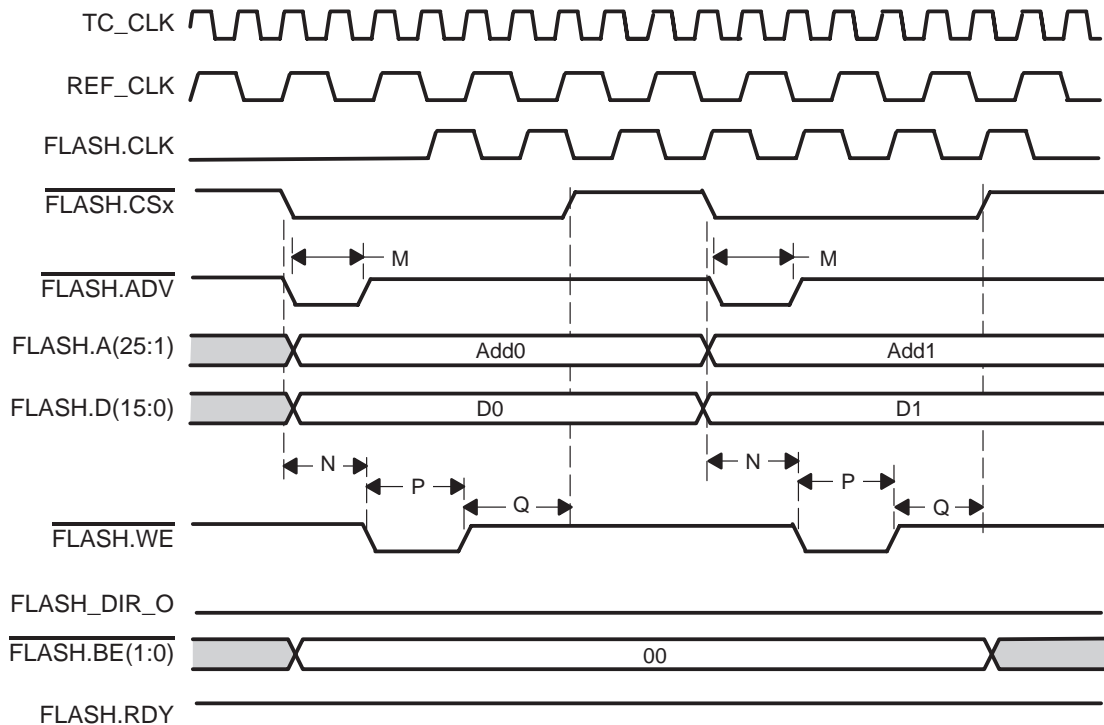 TC_CLK
REF_CLK
FLASH.CLK
FLASH.CSx
M M
FLASH.ADV
FLASH.A(25:1) Add0 Add1
FLASH.D(15:0) D0 D1
N N
P P
Q Q
FLASH.WE
FLASH_DIR_O
FLASH.BE(1:0) 00
FLASH.RDY